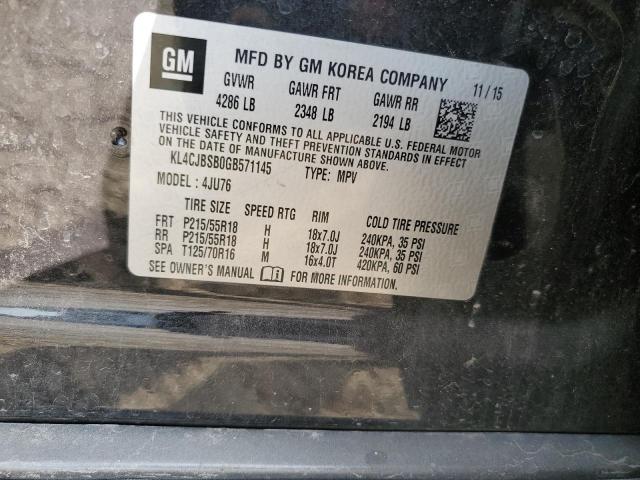 GM
MFD BY GM KOREA COMPANY 11/15
GVWR GAWR FRT GAWR RR
4286 LB 2348 LB 2194 LB
THIS VEHICLE CONFORMS TO ALL APPLICABLE U.S. FEDERAL MOTOR
VEHICLE SAFETY, BUMPER, AND THEFT PREVENTION STANDARDS IN EFFECT
ON THE DATE OF MANUFACTURE SHOWN ABOVE.
KL4CJBSB0GB571145 TYPE: MPV
MODEL: 4JU76
TIRE SIZE SPEED RTG RIM COLD TIRE PRESSURE
FRT P215/55R18 H 18x7.0J 240KPA, 35 PSI
RR P215/55R18 H 18x7.0J 240KPA, 35 PSI
SPA T125/70R16 M 16x4.0T 420KPA, 60 PSI
SEE OWNER'S MANUAL FOR MORE INFORMATION.